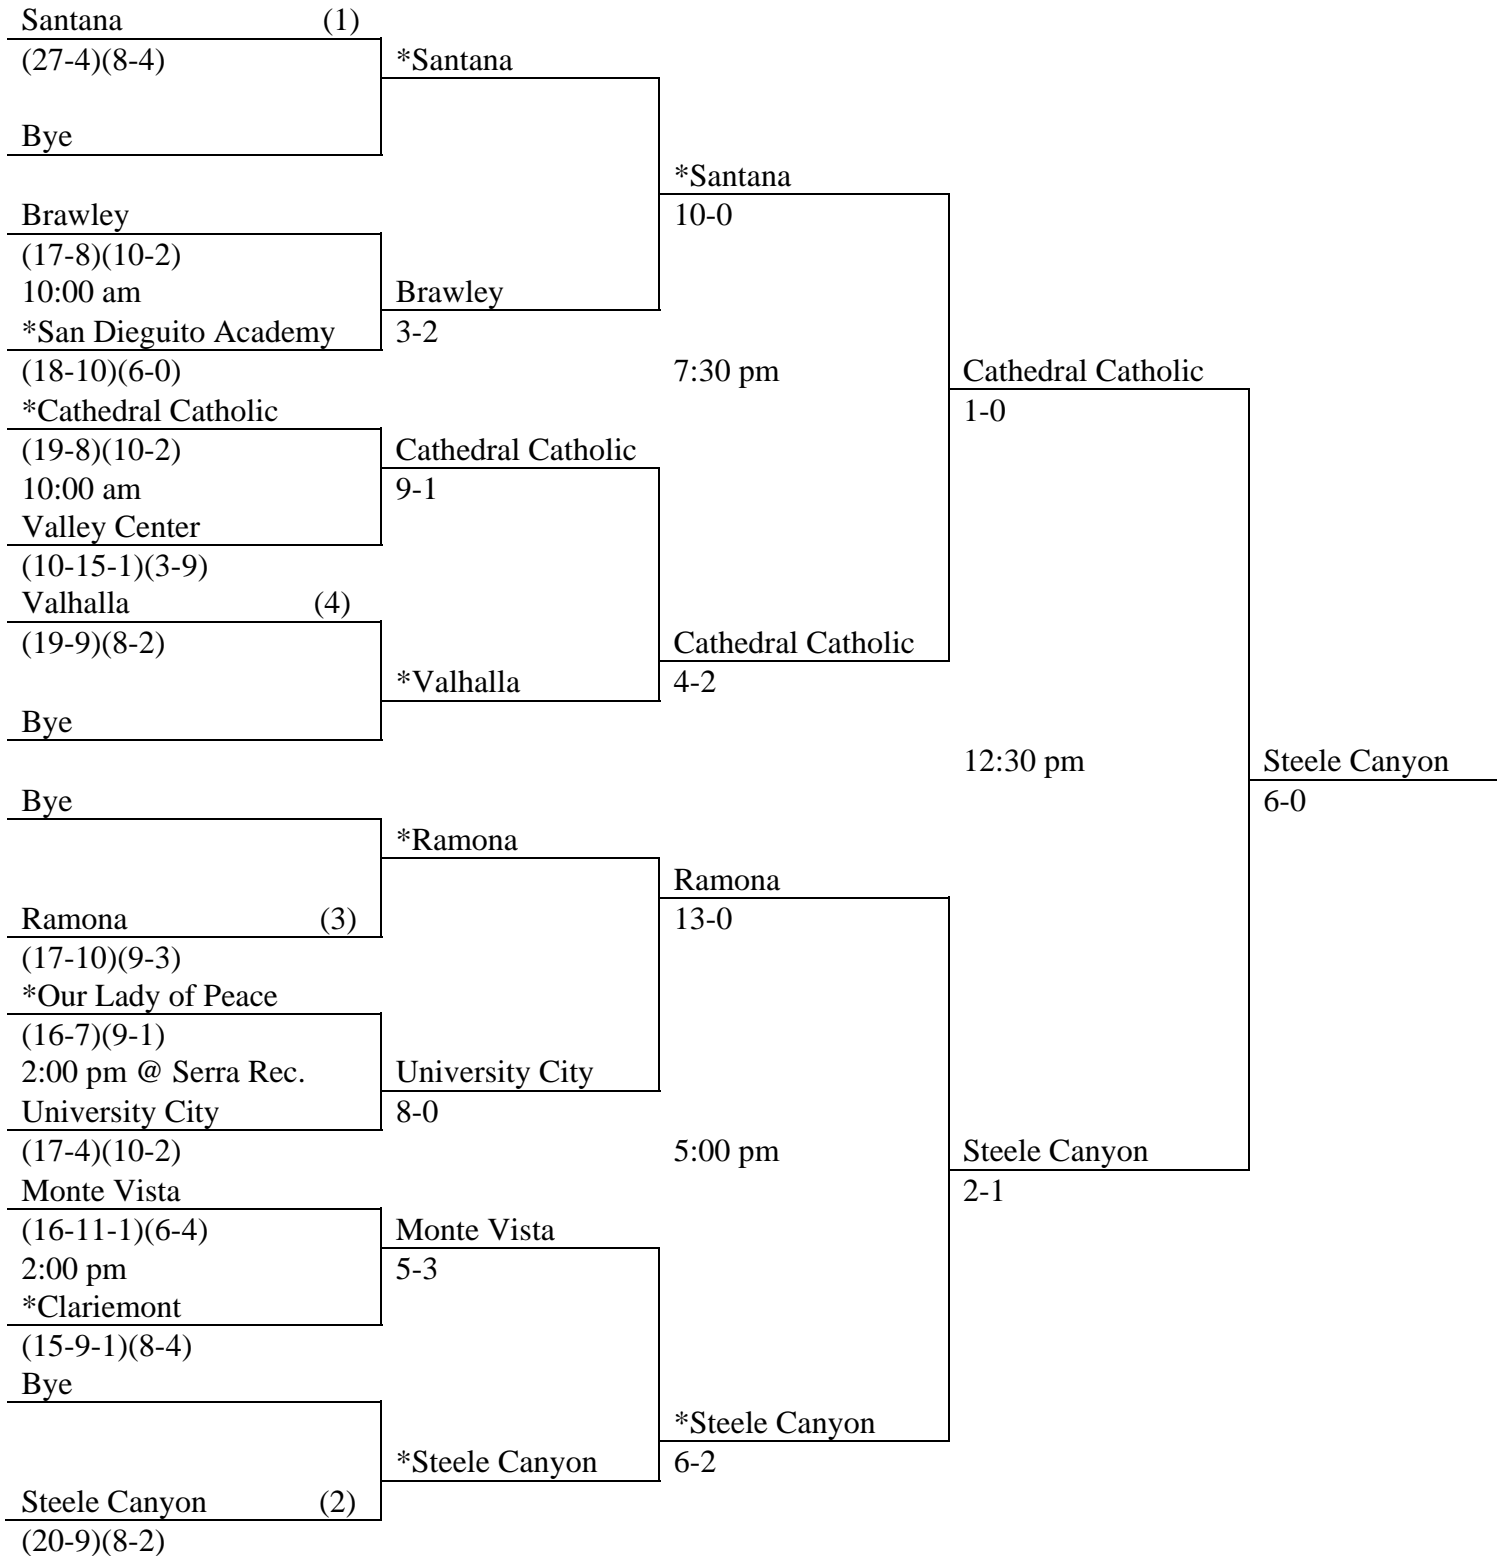 Santana (1)
(27-4)(8-4)
Bye
Brawley
(17-8)(10-2)
10:00 am
*San Dieguito Academy
(18-10)(6-0)
*Cathedral Catholic
(19-8)(10-2)
10:00 am
Valley Center
(10-15-1)(3-9)
Valhalla (4)
(19-9)(8-2)
Bye
Bye
Ramona (3)
(17-10)(9-3)
*Our Lady of Peace
(16-7)(9-1)
2:00 pm @ Serra Rec.
University City
(17-4)(10-2)
Monte Vista
(16-11-1)(6-4)
2:00 pm
*Clariemont
(15-9-1)(8-4)
Bye
Steele Canyon (2)
(20-9)(8-2)
*Santana
Brawley
3-2
Cathedral Catholic
9-1
*Valhalla
*Ramona
University City
8-0
Monte Vista
5-3
*Steele Canyon
*Santana
10-0
7:30 pm
Cathedral Catholic
4-2
Ramona
13-0
5:00 pm
*Steele Canyon
6-2
Cathedral Catholic
1-0
12:30 pm
Steele Canyon
2-1
Steele Canyon
6-0